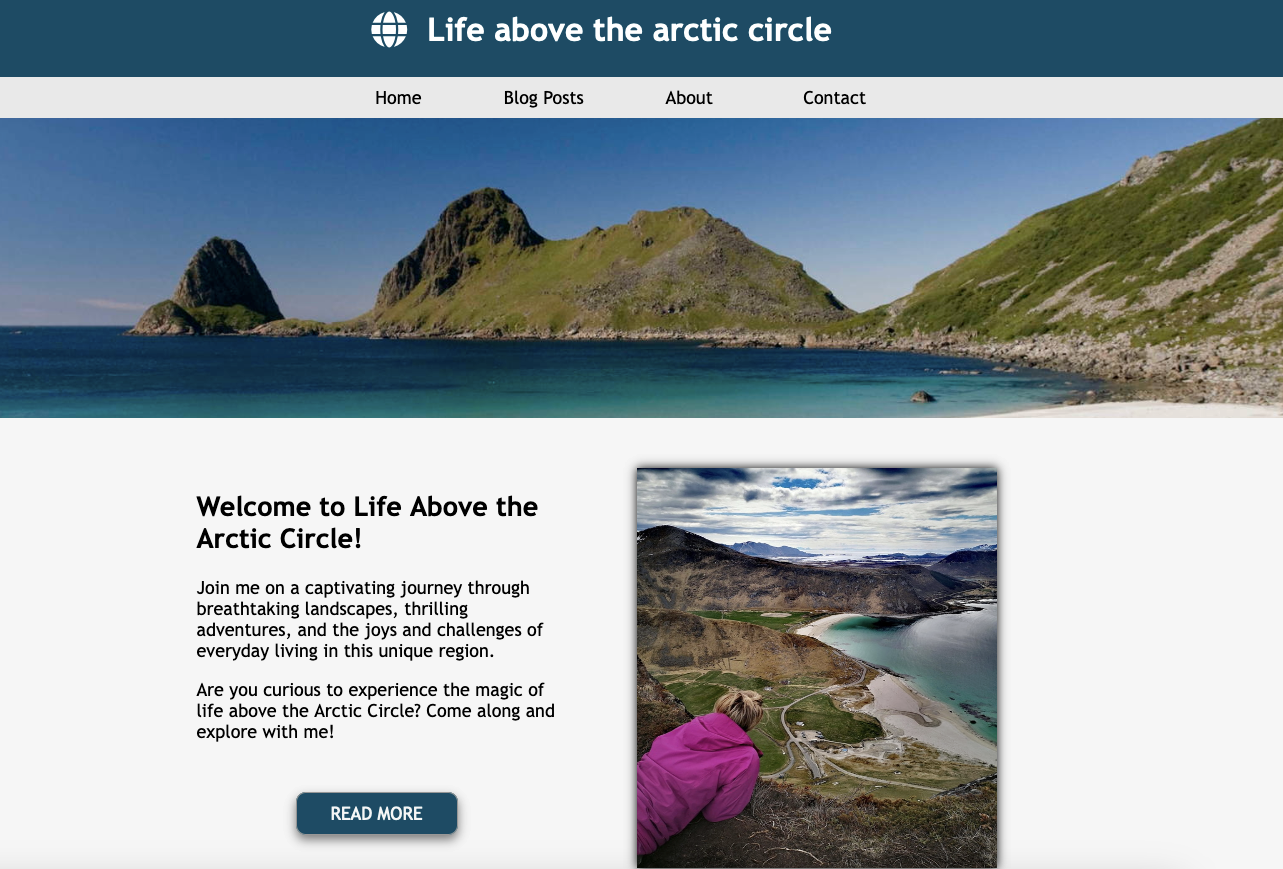 Life above the arctic circle
Home Blog Posts About Contact
Welcome to Life Above the
Arctic Circle!
Join me on a captivating journey through
breathtaking landscapes, thrilling
adventures, and the joys and challenges of
everyday living in this unique region.
Are you curious to experience the magic of
life above the Arctic Circle? Come along and
explore with me!
READ MORE